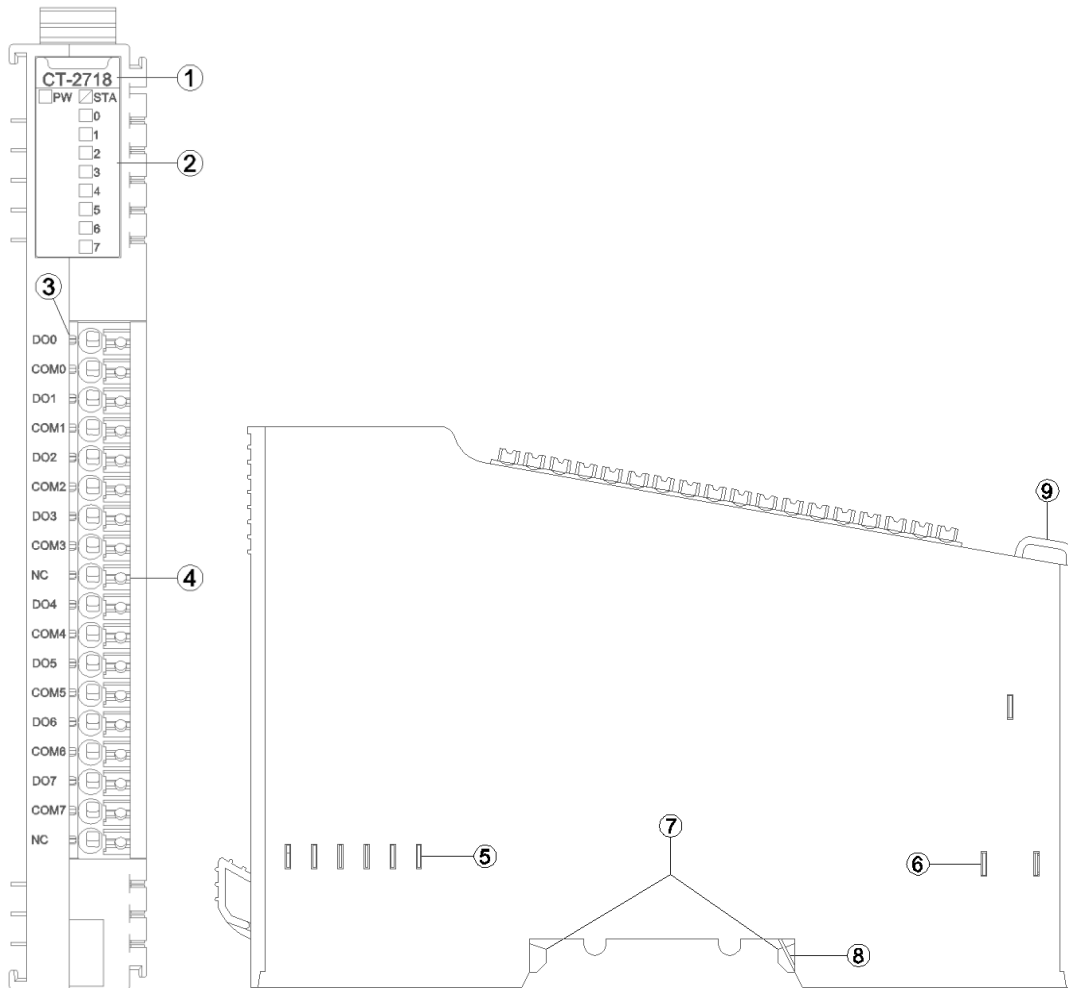 CT-2718
①
PW STA
0
1
2
②
3
4
5
6
7
③
DO0
COM0
DO1
COM1
DO2
COM2
DO3
COM3
NC
④
DO4
COM4
DO5
COM5
DO6
COM6
DO7
COM7
NC
⑨
⑦
⑤
⑥
⑧